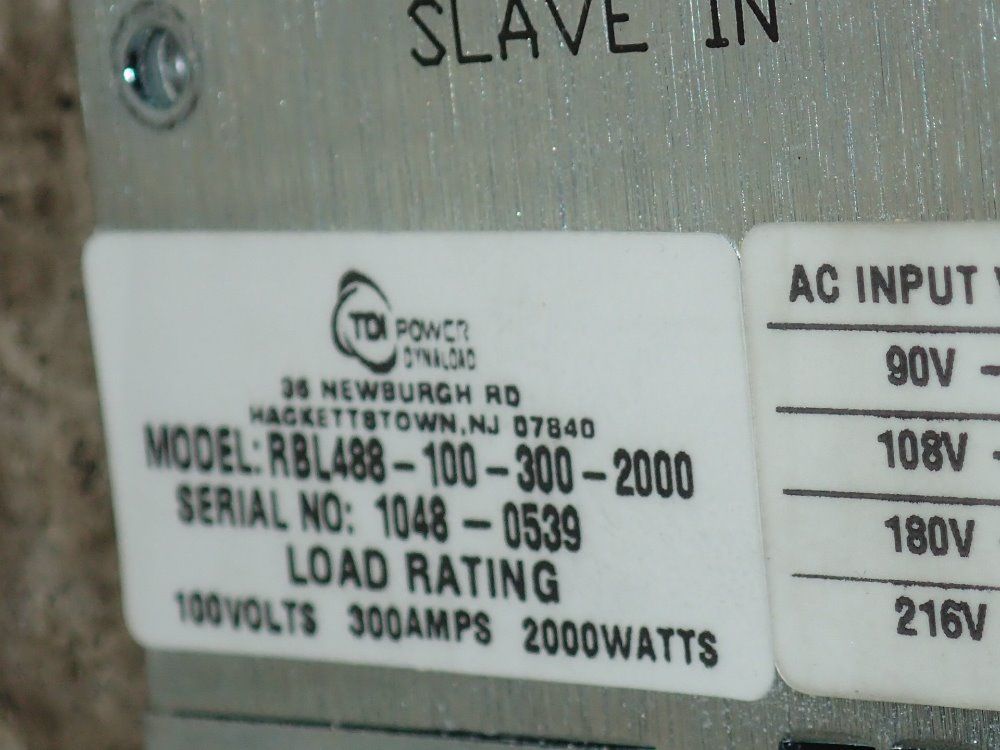 SLAVE IN
TDI POWER
DYNALOAD
36 NEWBURGH RD
HACKETTSTOWN, NJ 07840
MODEL: RBL488-100-300-2000
SERIAL NO: 1048-0539
LOAD RATING
100VOLTS 300AMPS 2000WATTS
AC INPUT
90V -
108V -
180V -
216V